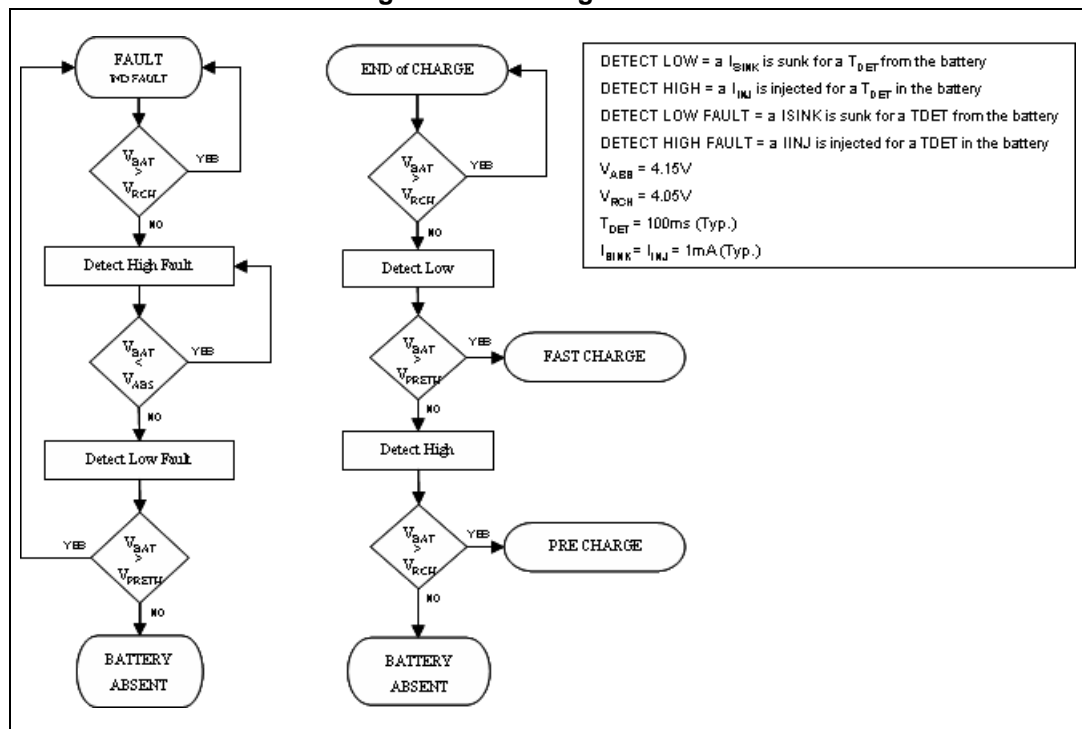 FAULT
IND FAULT
V_BAT
>
V_RCH
YES
NO
Detect High Fault
V_BAT
<
V_ABS
YES
NO
Detect Low Fault
YES
V_BAT
>
V_PRETH
NO
BATTERY
ABSENT
END of CHARGE
V_BAT
>
V_RCH
YES
NO
Detect Low
V_BAT
>
V_PRETH
YES
FAST CHARGE
NO
Detect High
V_BAT
>
V_RCH
YES
PRE CHARGE
NO
BATTERY
ABSENT
DETECT LOW = a I_SINK is sunk for a T_DET from the battery
DETECT HIGH = a I_INJ is injected for a T_DET in the battery
DETECT LOW FAULT = a ISINK is sunk for a TDET from the battery
DETECT HIGH FAULT = a IINJ is injected for a TDET in the battery
V_ABS = 4.15V
V_RCH = 4.05V
T_DET = 100ms (Typ.)
I_SINK = I_INJ = 1mA (Typ.)